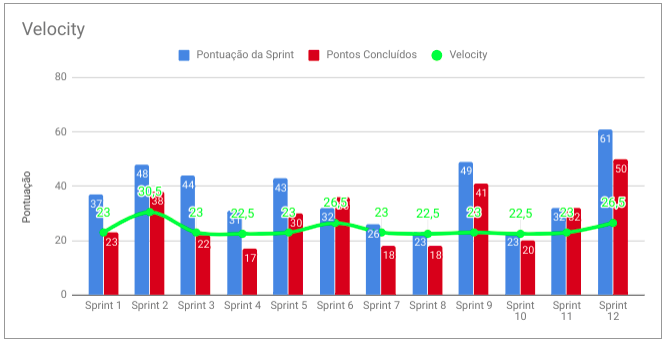 Velocity
Pontuação da Sprint Pontos Concluídos Velocity
80
60
40
20
0
Pontuação
37 48 44 31 43 32 26 23 49 23 32 61
23 38 22 17 30 18 18 41 20 32 50
23 30,5 23 22,5 23 26,5 23 22,5 23 22,5 23 26,5
Sprint 1 Sprint 2 Sprint 3 Sprint 4 Sprint 5 Sprint 6 Sprint 7 Sprint 8 Sprint 9 Sprint 10 Sprint 11 Sprint 12